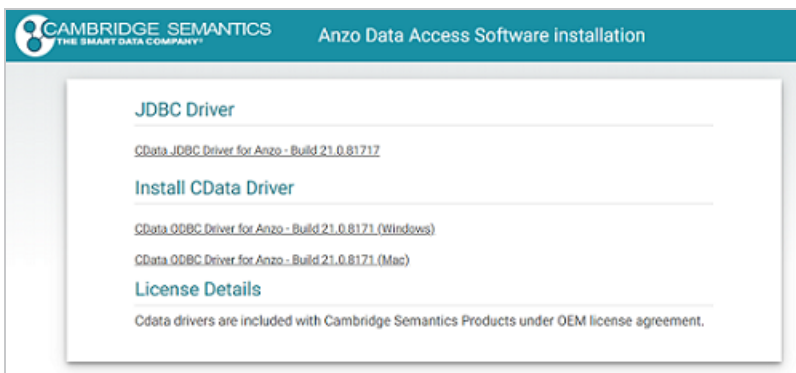 CAMBRIDGE SEMANTICS
THE SMART DATA COMPANY®
Anzo Data Access Software installation
JDBC Driver
CData JDBC Driver for Anzo - Build 21.0.81717
Install CData Driver
CData ODBC Driver for Anzo - Build 21.0.8171 (Windows)
CData ODBC Driver for Anzo - Build 21.0.8171 (Mac)
License Details
Cdata drivers are included with Cambridge Semantics Products under OEM license agreement.